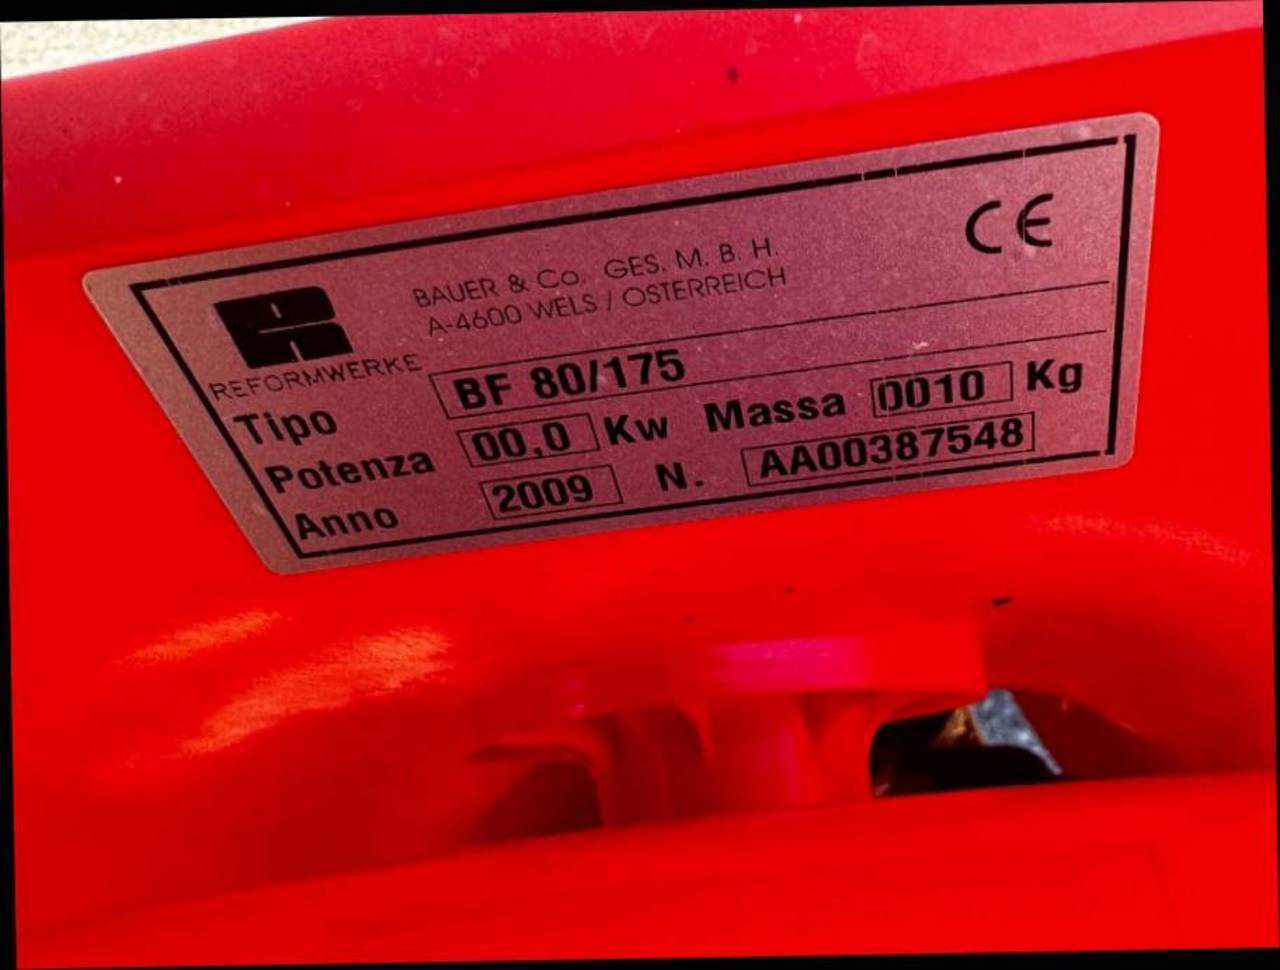 BAUER & Co. GES. M. B. H.
A-4600 WELS / OSTERREICH
CE
REFORMWERKE
Tipo BF 80/175
Potenza 00,0 Kw Massa 0010 Kg
Anno 2009 N. AA00387548